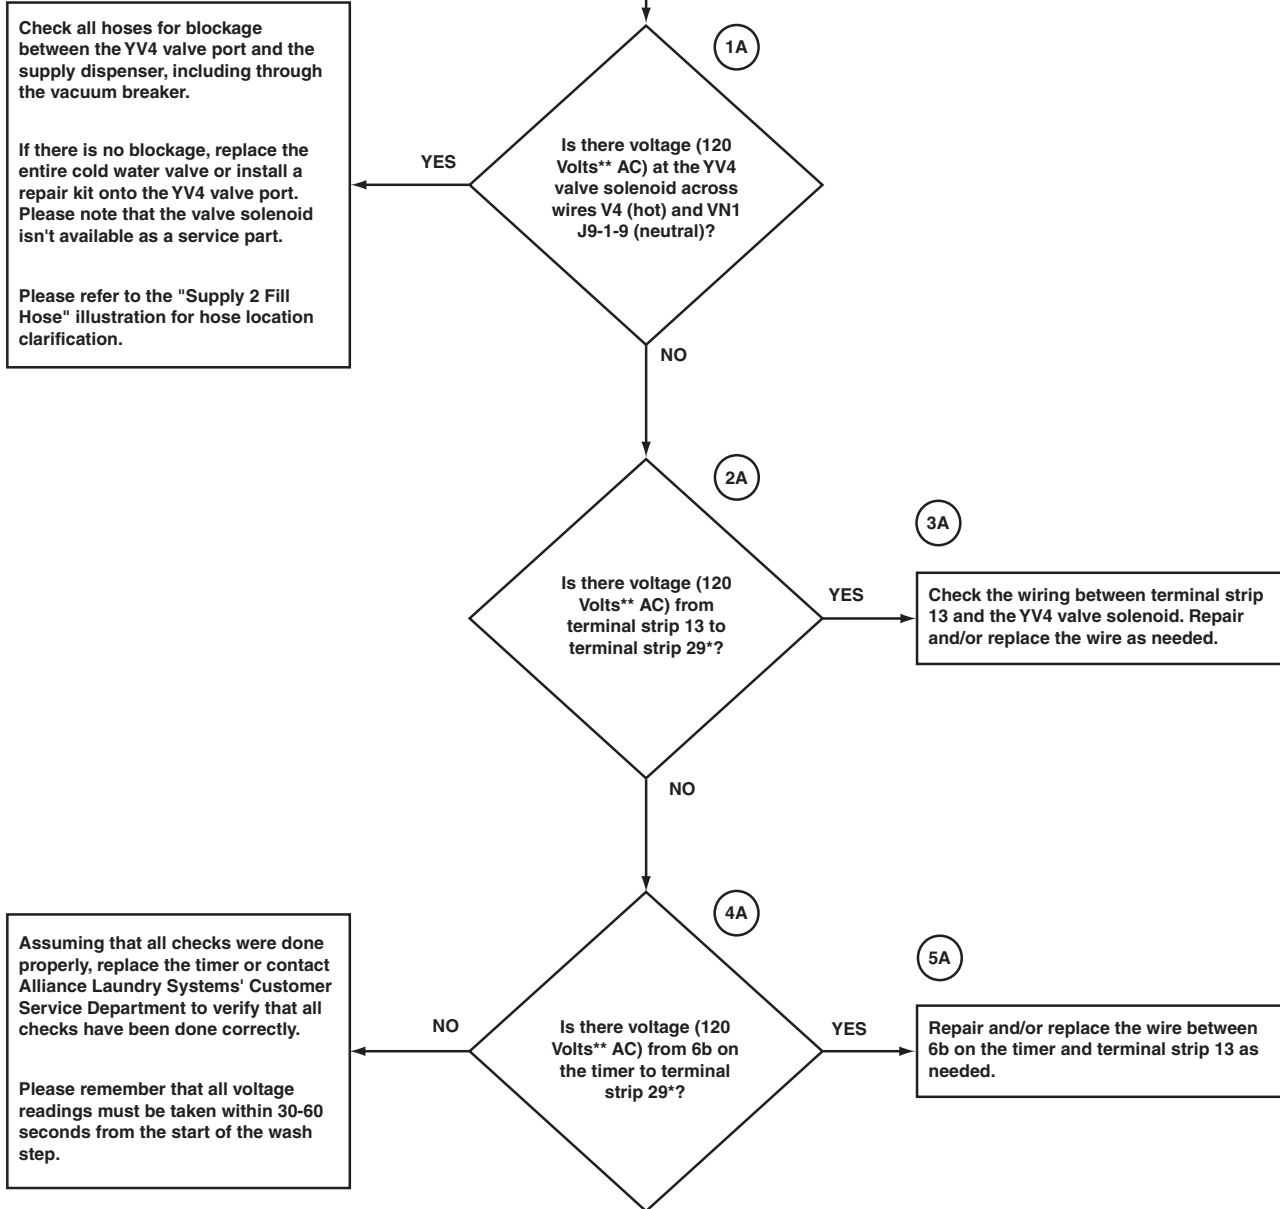 Check all hoses for blockage
between the YV4 valve port and the
supply dispenser, including through
the vacuum breaker.
If there is no blockage, replace the
entire cold water valve or install a
repair kit onto the YV4 valve port.
Please note that the valve solenoid
isn't available as a service part.
Please refer to the "Supply 2 Fill
Hose" illustration for hose location
clarification.
YES
1A
Is there voltage (120
Volts** AC) at the YV4
valve solenoid across
wires V4 (hot) and VN1
J9-1-9 (neutral)?
NO
2A
Is there voltage (120
Volts** AC) from
terminal strip 13 to
terminal strip 29*?
YES
3A
Check the wiring between terminal strip
13 and the YV4 valve solenoid. Repair
and/or replace the wire as needed.
NO
4A
Is there voltage (120
Volts** AC) from 6b on
the timer to terminal
strip 29*?
YES
5A
Repair and/or replace the wire between
6b on the timer and terminal strip 13 as
needed.
NO
Assuming that all checks were done
properly, replace the timer or contact
Alliance Laundry Systems' Customer
Service Department to verify that all
checks have been done correctly.
Please remember that all voltage
readings must be taken within 30-60
seconds from the start of the wash
step.